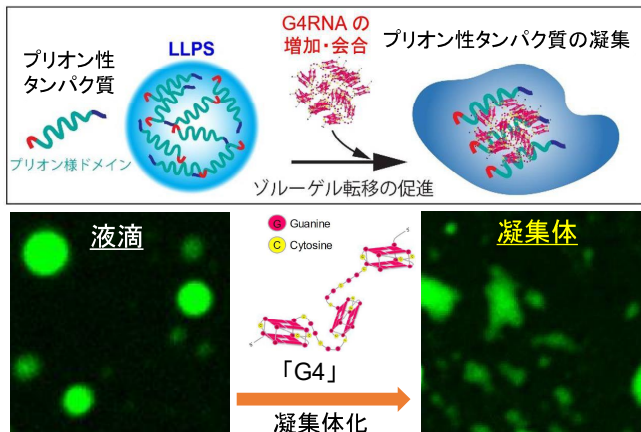 プリオン性
タンパク質
プリオン様ドメイン
LLPS
G4RNAの
増加・会合
ゾルーゲル転移の促進
プリオン性タンパク質の凝集
液滴
G Guanine
C Cytosine
「G4」
凝集体化
凝集体